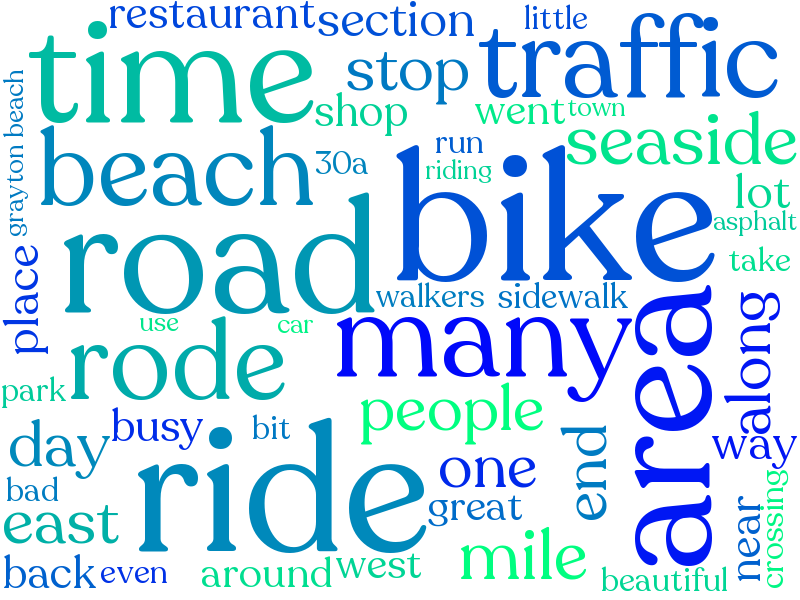 restaurant
section
little
time
stop
traffic
shop
went
town
grayton beach
beach
30a
run
riding
seaside
bike
lot
asphalt
road
take
place
walkers
sidewalk
use
car
many
area
along
rode
park
people
day
busy
bit
ride
one
end
way
bad
great
east
near
crossing
mile
back
even
around
west
beautiful